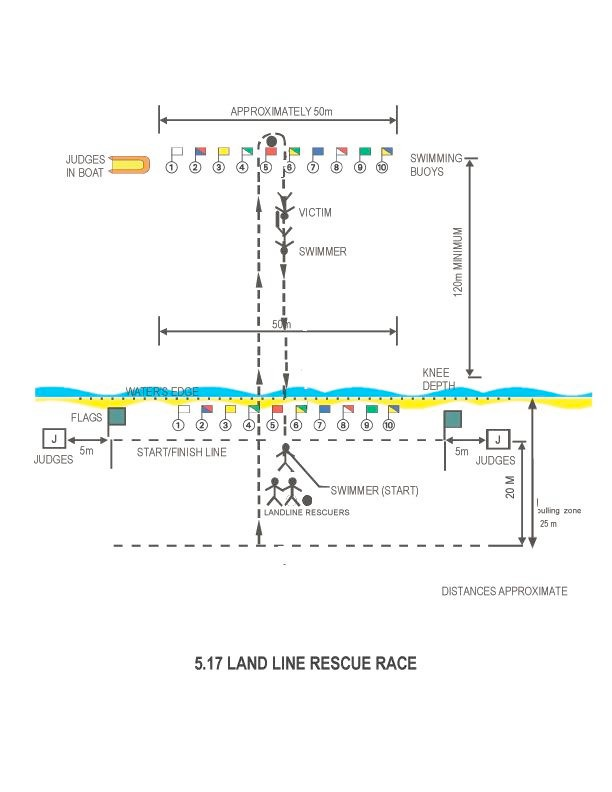 APPROXIMATELY 50m
JUDGES
IN BOAT
1 2 3 4 5 6 7 8 9 10
SWIMMING
BUOYS
VICTIM
SWIMMER
120m MINIMUM
50m
KNEE
DEPTH
WATER'S EDGE
FLAGS
1 2 3 4 5 6 7 8 9 10
J
JUDGES
5m
START/FINISH LINE
5m
J
JUDGES
SWIMMER (START)
LANDLINE RESCUERS
20 M
pulling zone
25 m
DISTANCES APPROXIMATE
5.17 LAND LINE RESCUE RACE